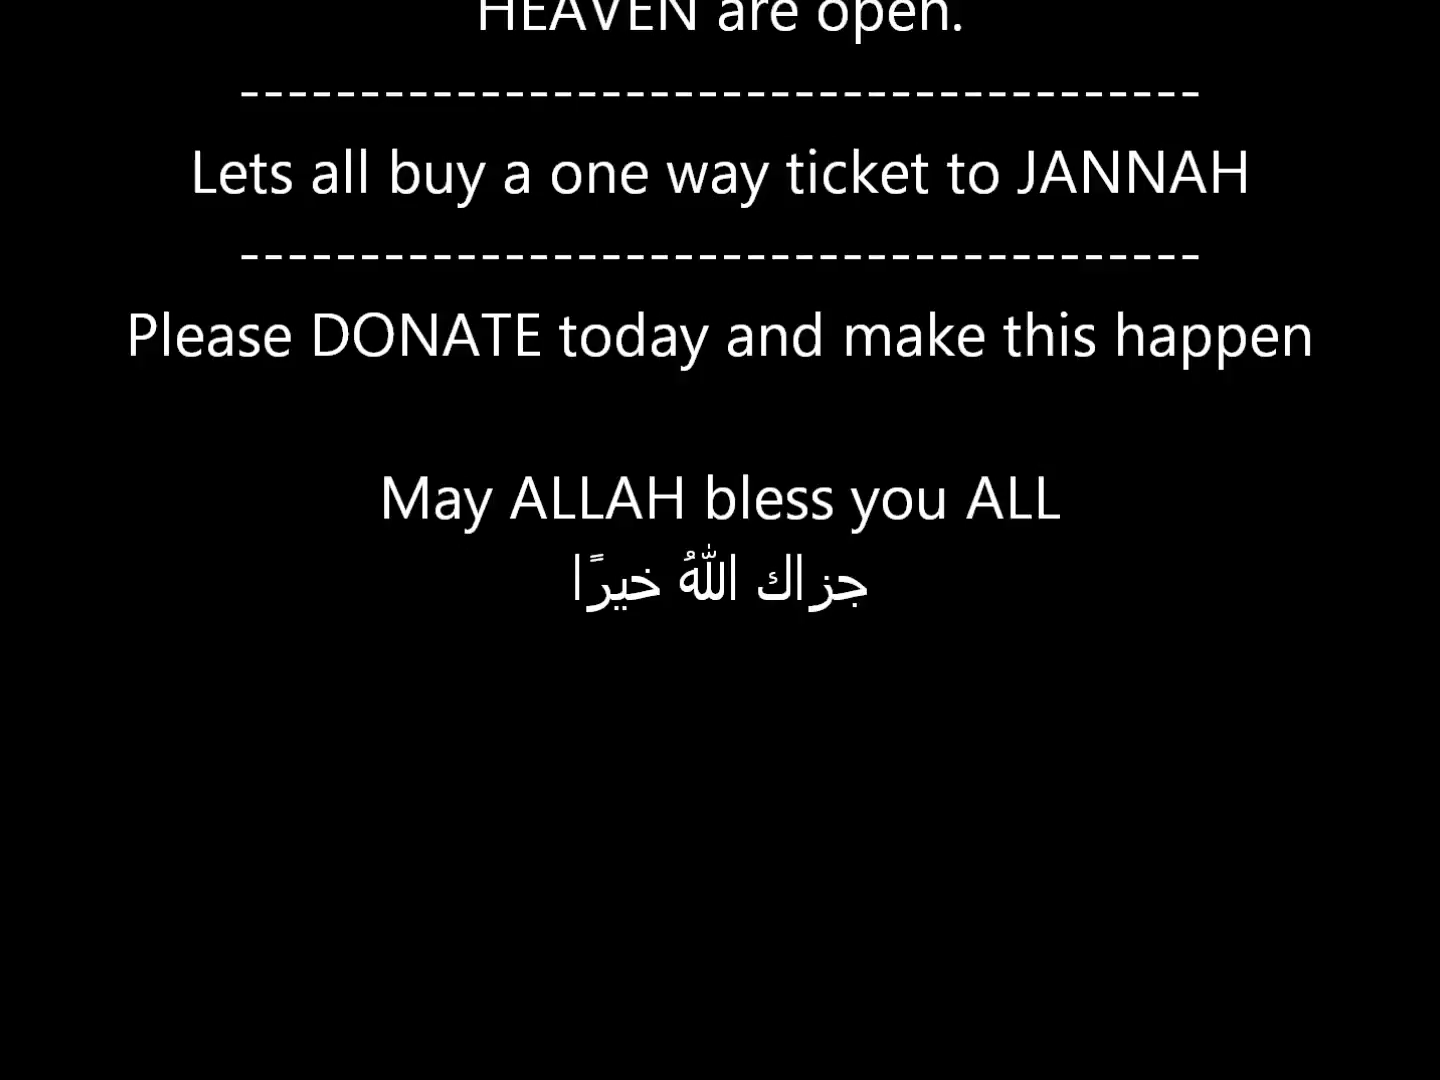 HEAVEN are open.
----------------------------------------
Lets all buy a one way ticket to JANNAH
----------------------------------------
Please DONATE today and make this happen
May ALLAH bless you ALL
جزاك اللهُ خيرًا